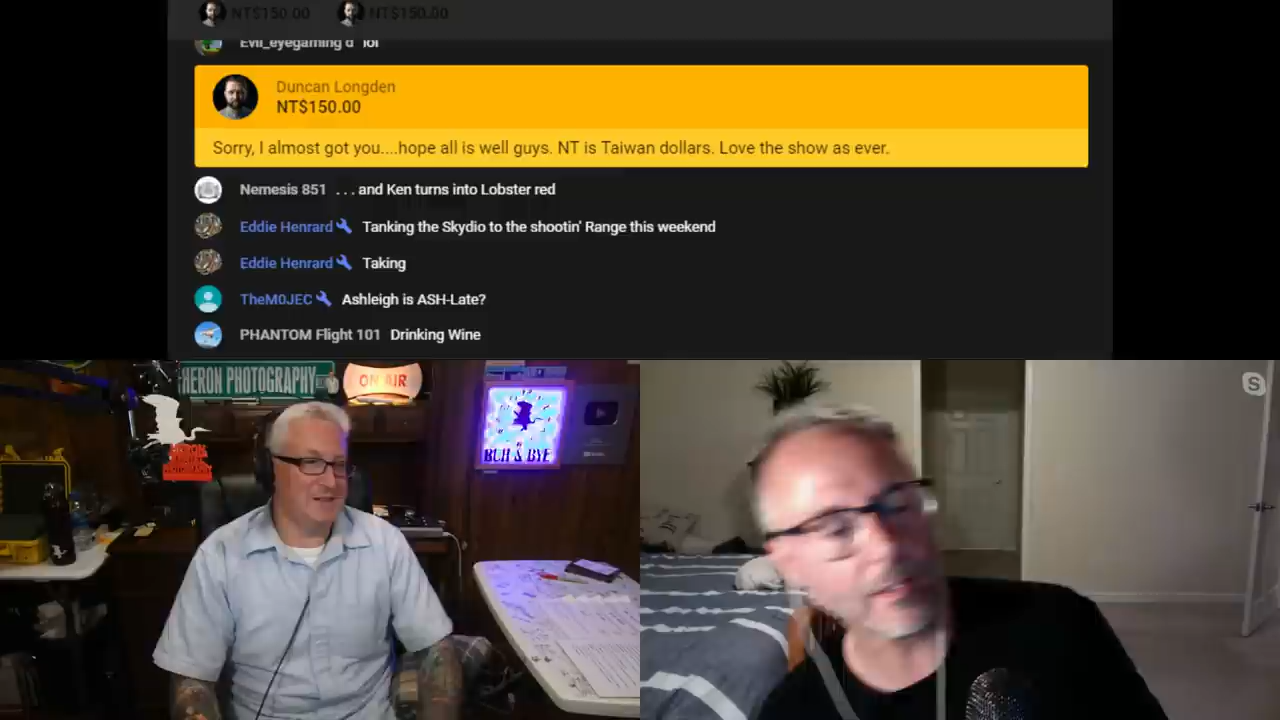 NT$150.00 NT$150.00
Evil_eyegaming d lol
Duncan Longden
NT$150.00
Sorry, I almost got you....hope all is well guys. NT is Taiwan dollars. Love the show as ever.
Nemesis 851 . . . and Ken turns into Lobster red
Eddie Henrard Tanking the Skydio to the shootin' Range this weekend
Eddie Henrard Taking
TheM0JEC Ashleigh is ASH-Late?
PHANTOM Flight 101 Drinking Wine
HERON PHOTOGRAPHY
ON AIR
BUH & BYE
HERON
S